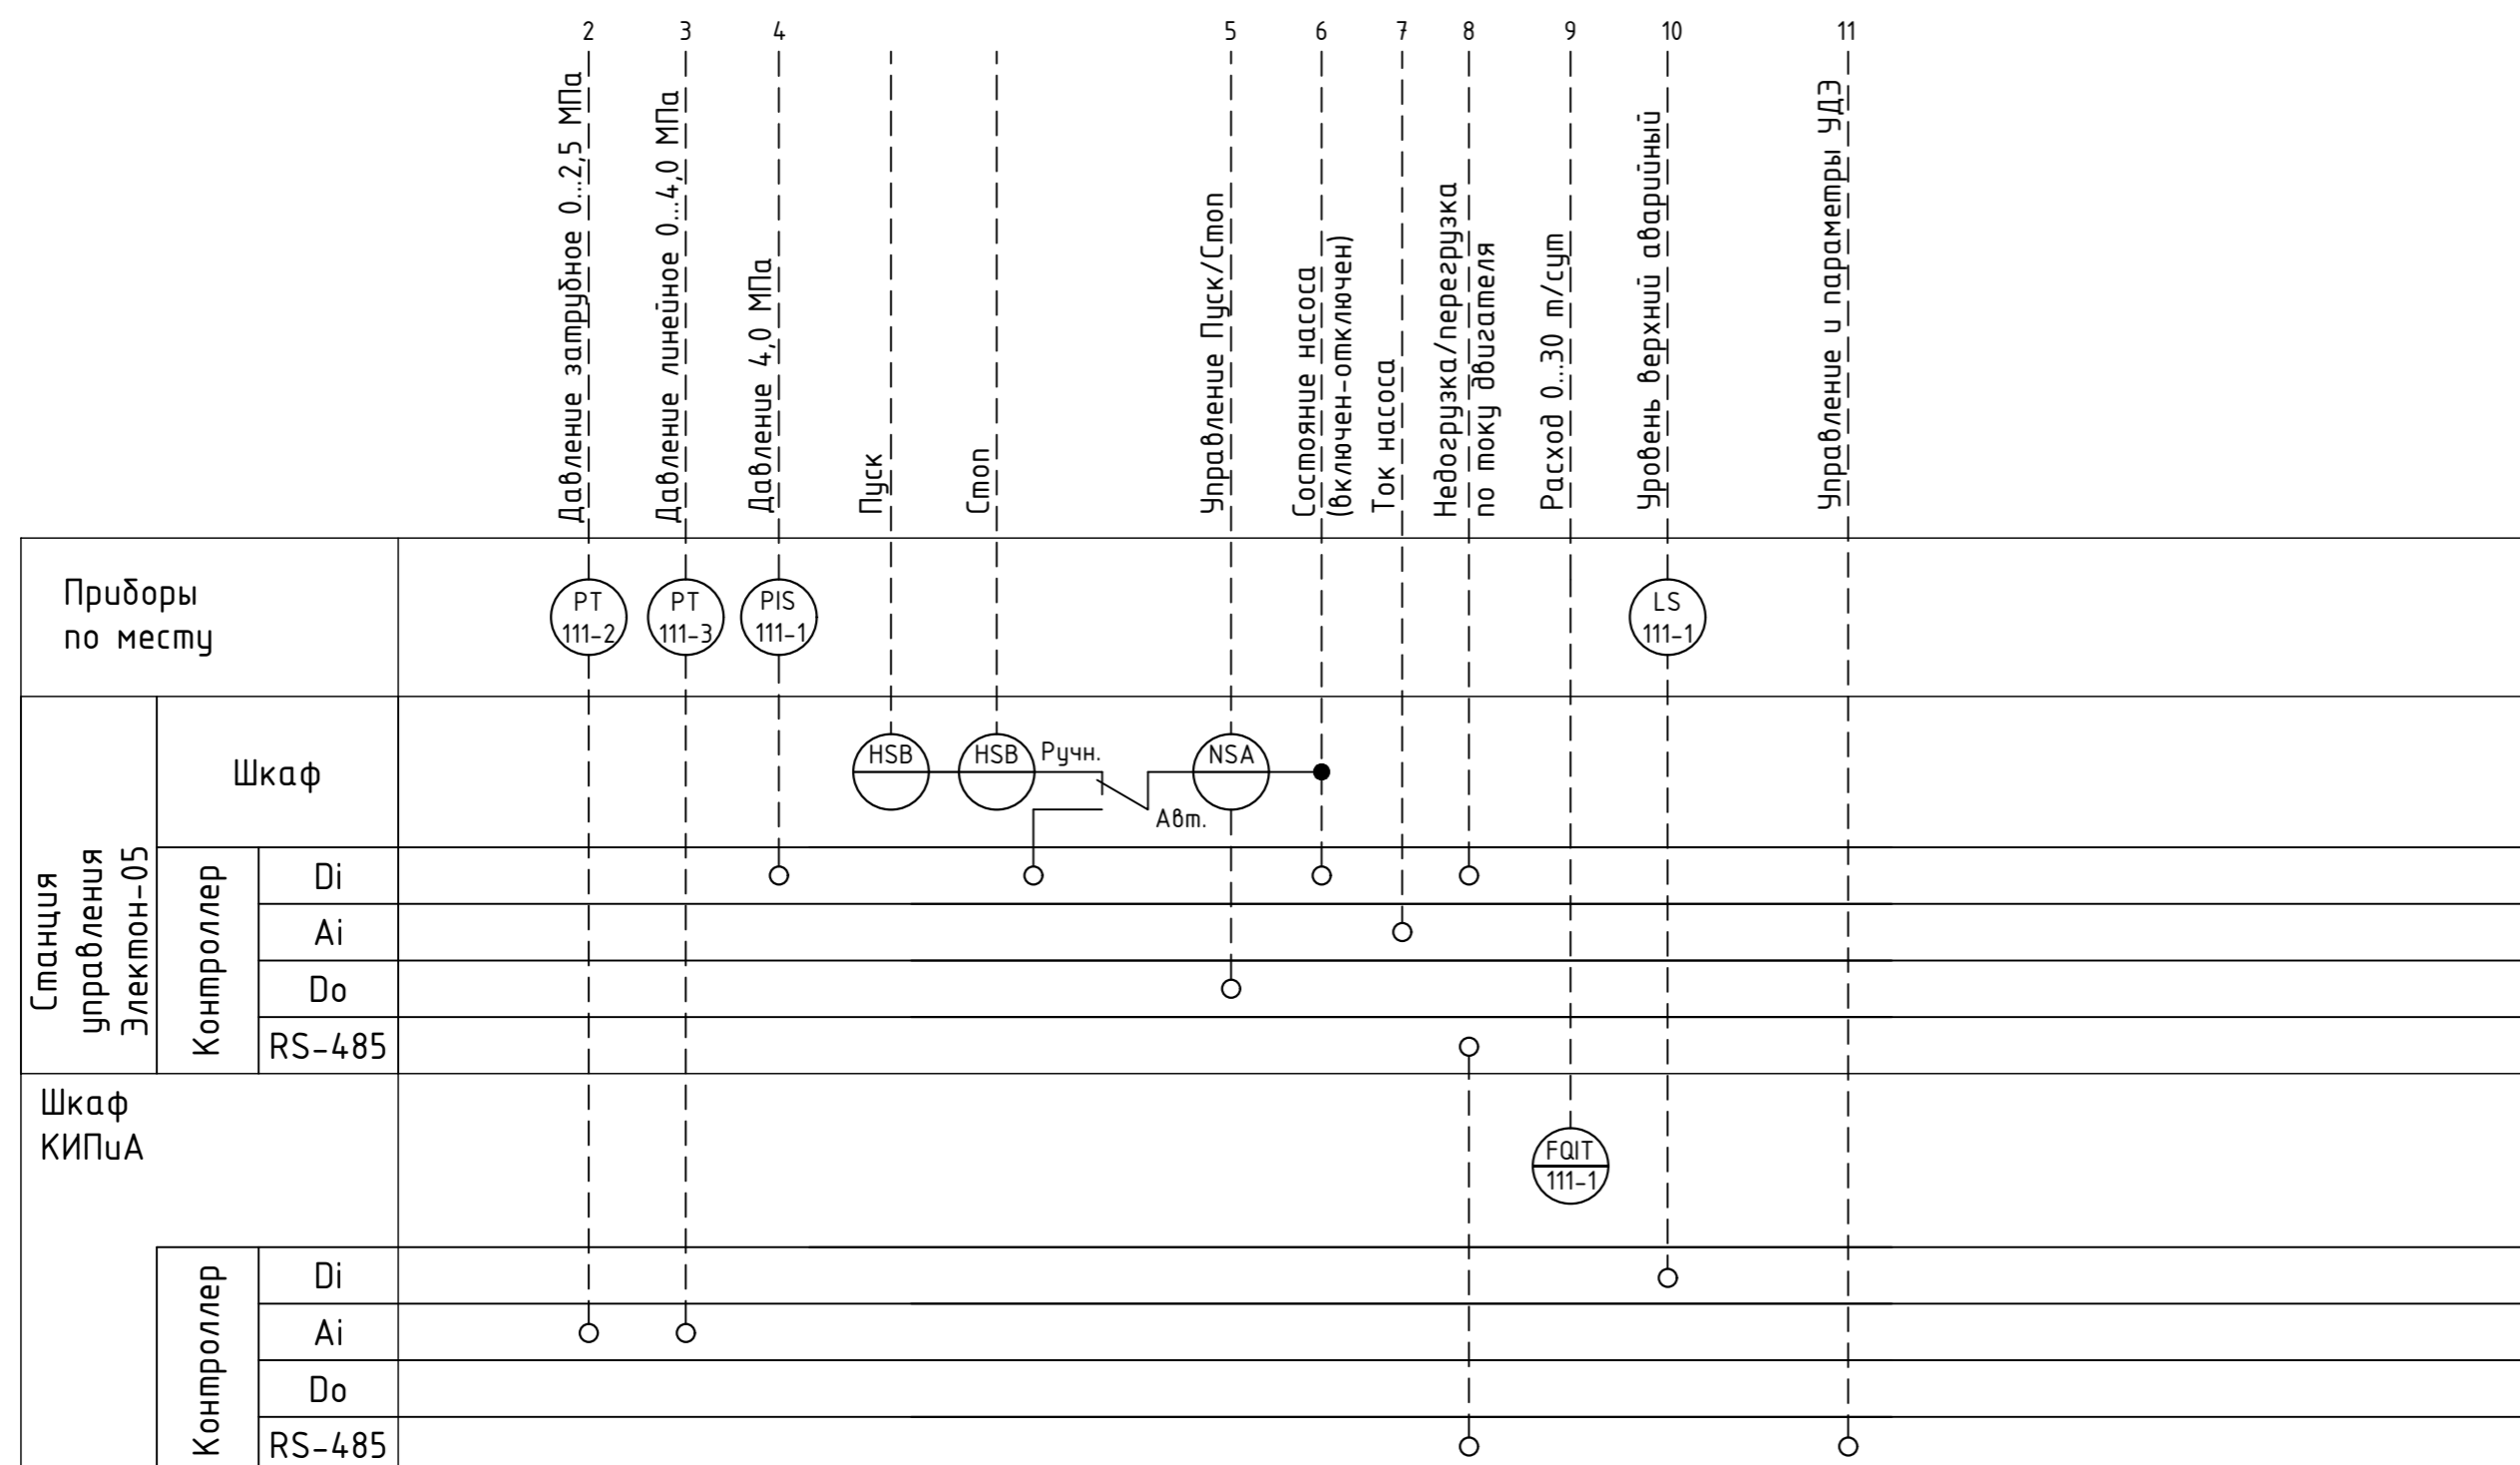 2
3
4
5
6
7
8
9
10
11
Давление затрубное 0...2,5 МПа
Давление линейное 0...4,0 МПа
Давление 4,0 МПа
Пуск
Стоп
Управление Пуск/Стоп
Состояние насоса
(включен-отключен)
Ток насоса
Недогрузка/перегрузка
по току двигателя
Расход 0...30 т/сут
Уровень верхний аварийный
Управление и параметры УДЭ
Приборы
по месту
PT
111-2
PT
111-3
PIS
111-1
LS
111-1
Станция
управления
Электон-05
Шкаф
HSB
HSB
Ручн.
Авт.
NSA
Контроллер
Di
Ai
Do
RS-485
Шкаф
КИПиА
FQIT
111-1
Контроллер
Di
Ai
Do
RS-485